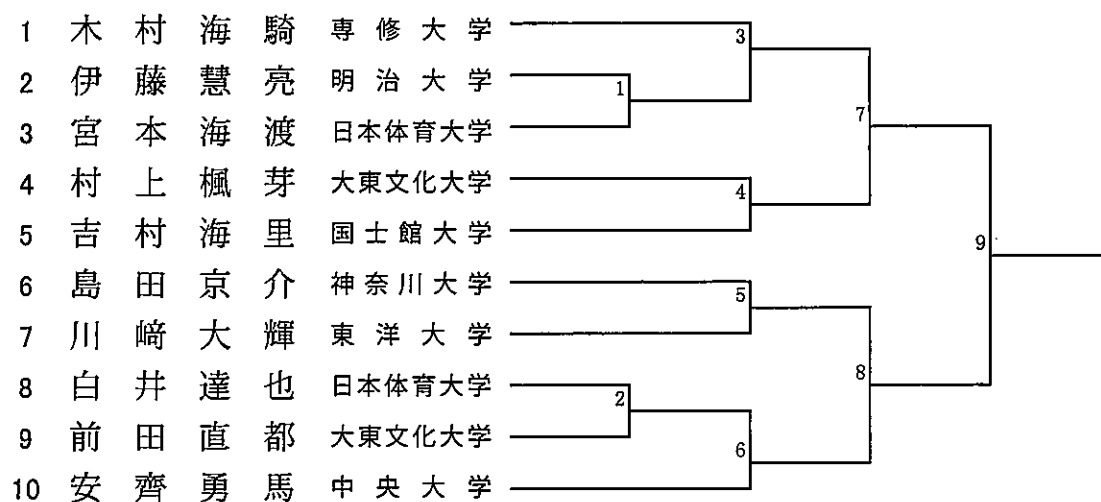 1 木村海騎 専修大学
2 伊藤慧亮 明治大学
3 宮本海渡 日本体育大学
4 村上楓芽 大東文化大学
5 吉村海里 国士館大学
6 島田京介 神奈川大学
7 川﨑大輝 東洋大学
8 白井達也 日本体育大学
9 前田直都 大東文化大学
10 安齊勇馬 中央大学
3
1
7
4
9
5
8
2
6